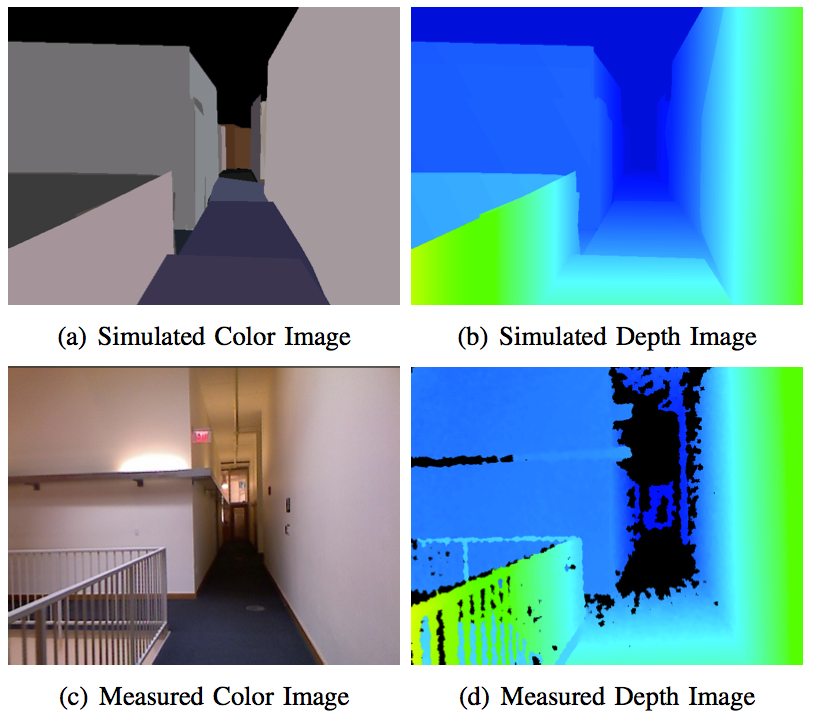 (a) Simulated Color Image
(b) Simulated Depth Image
EXIT
(c) Measured Color Image
(d) Measured Depth Image